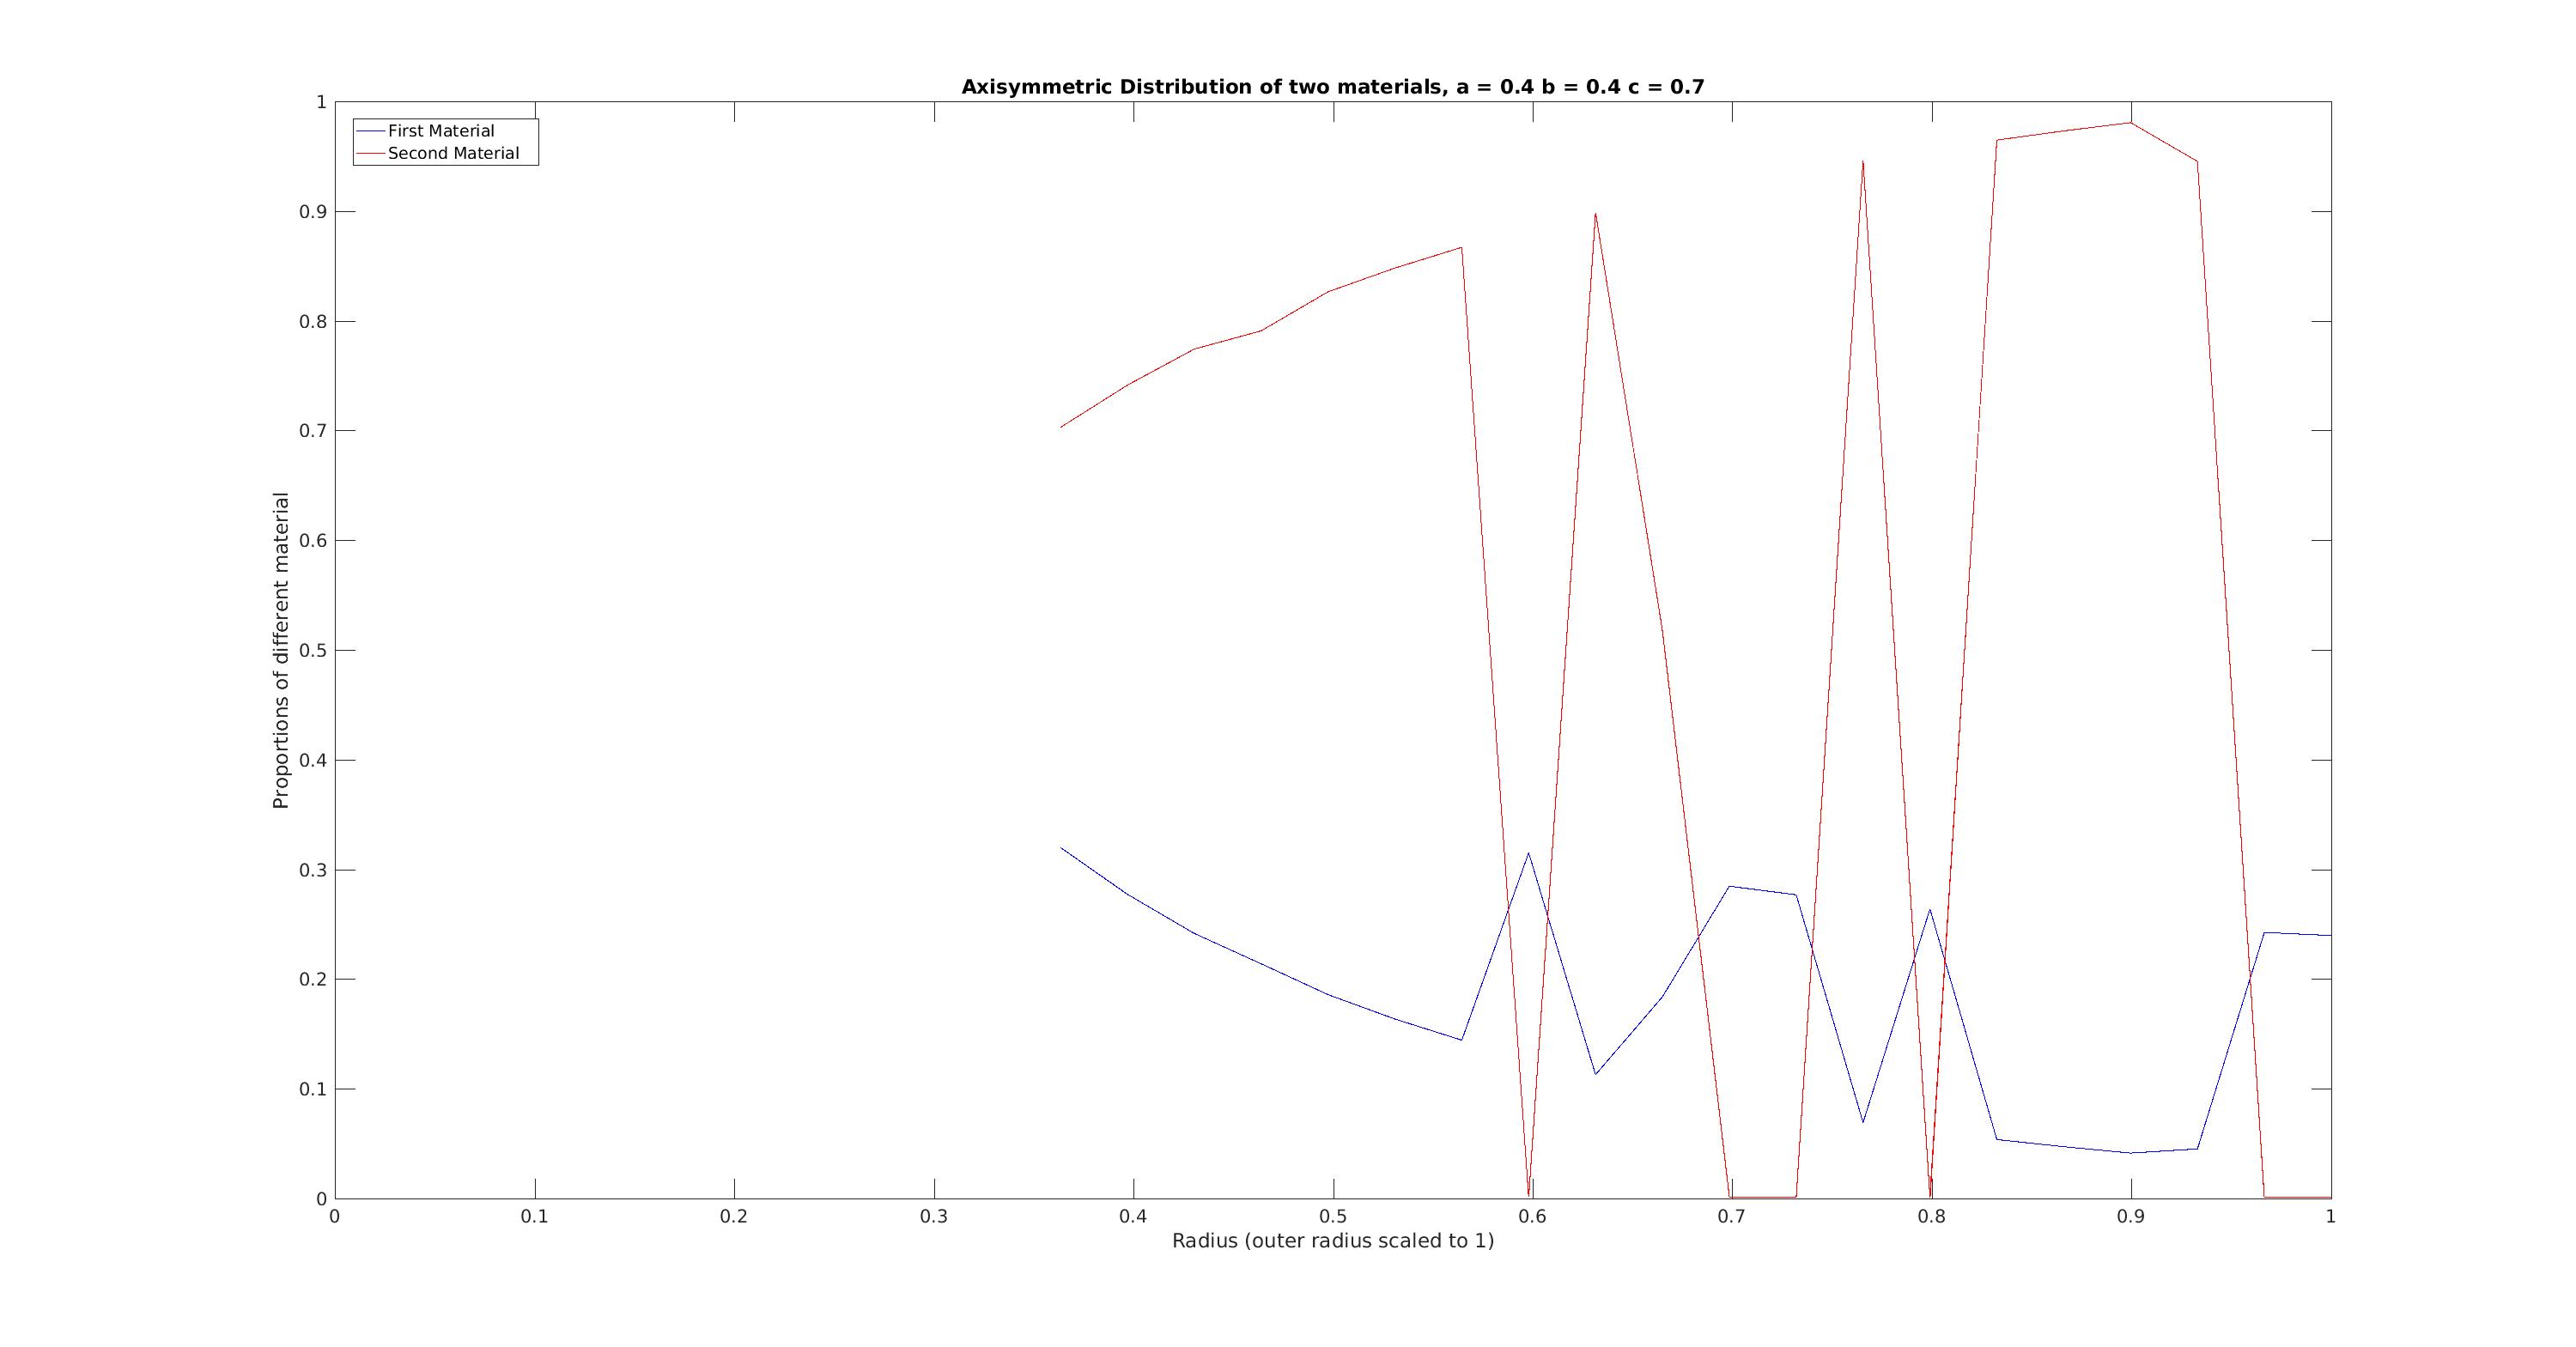 Axisymmetric Distribution of two materials, a = 0.4 b = 0.4 c = 0.7
First Material
Second Material
1
0.9
0.8
0.7
0.6
0.5
0.4
0.3
0.2
0.1
0
Proportions of different material
0 0.1 0.2 0.3 0.4 0.5 0.6 0.7 0.8 0.9 1
Radius (outer radius scaled to 1)